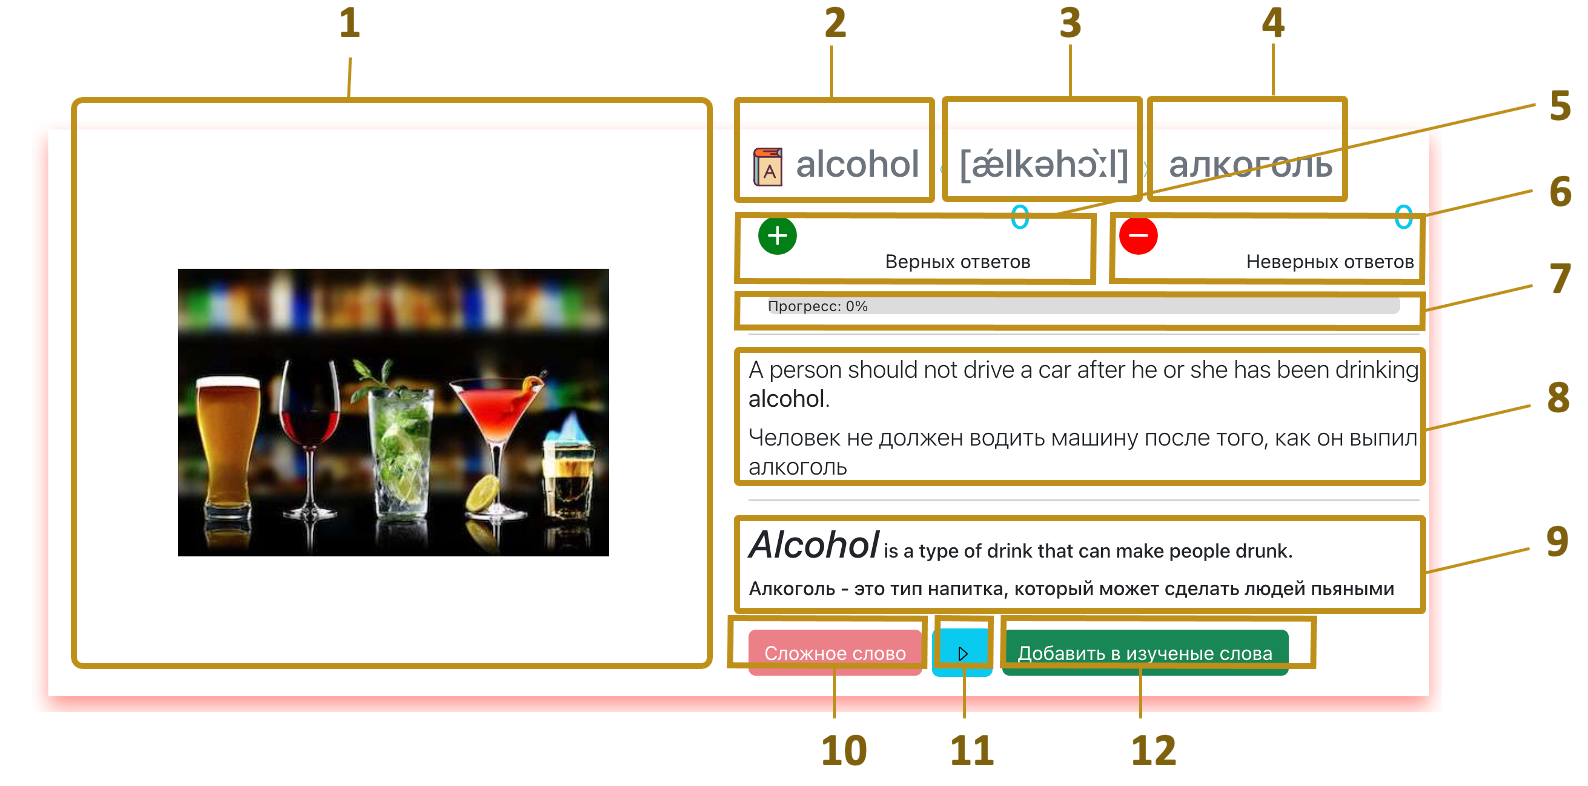 1
2
3
4
5
6
7
8
9
10
11
12
A alcohol [ǽlkəhɔ̀ːl] алкоголь
0
Верных ответов
0
Неверных ответов
Прогресс: 0%
A person should not drive a car after he or she has been drinking
alcohol.
Человек не должен водить машину после того, как он выпил
алкоголь
Alcohol is a type of drink that can make people drunk.
Алкоголь - это тип напитка, который может сделать людей пьяными
Сложное слово
Добавить в изученые слова